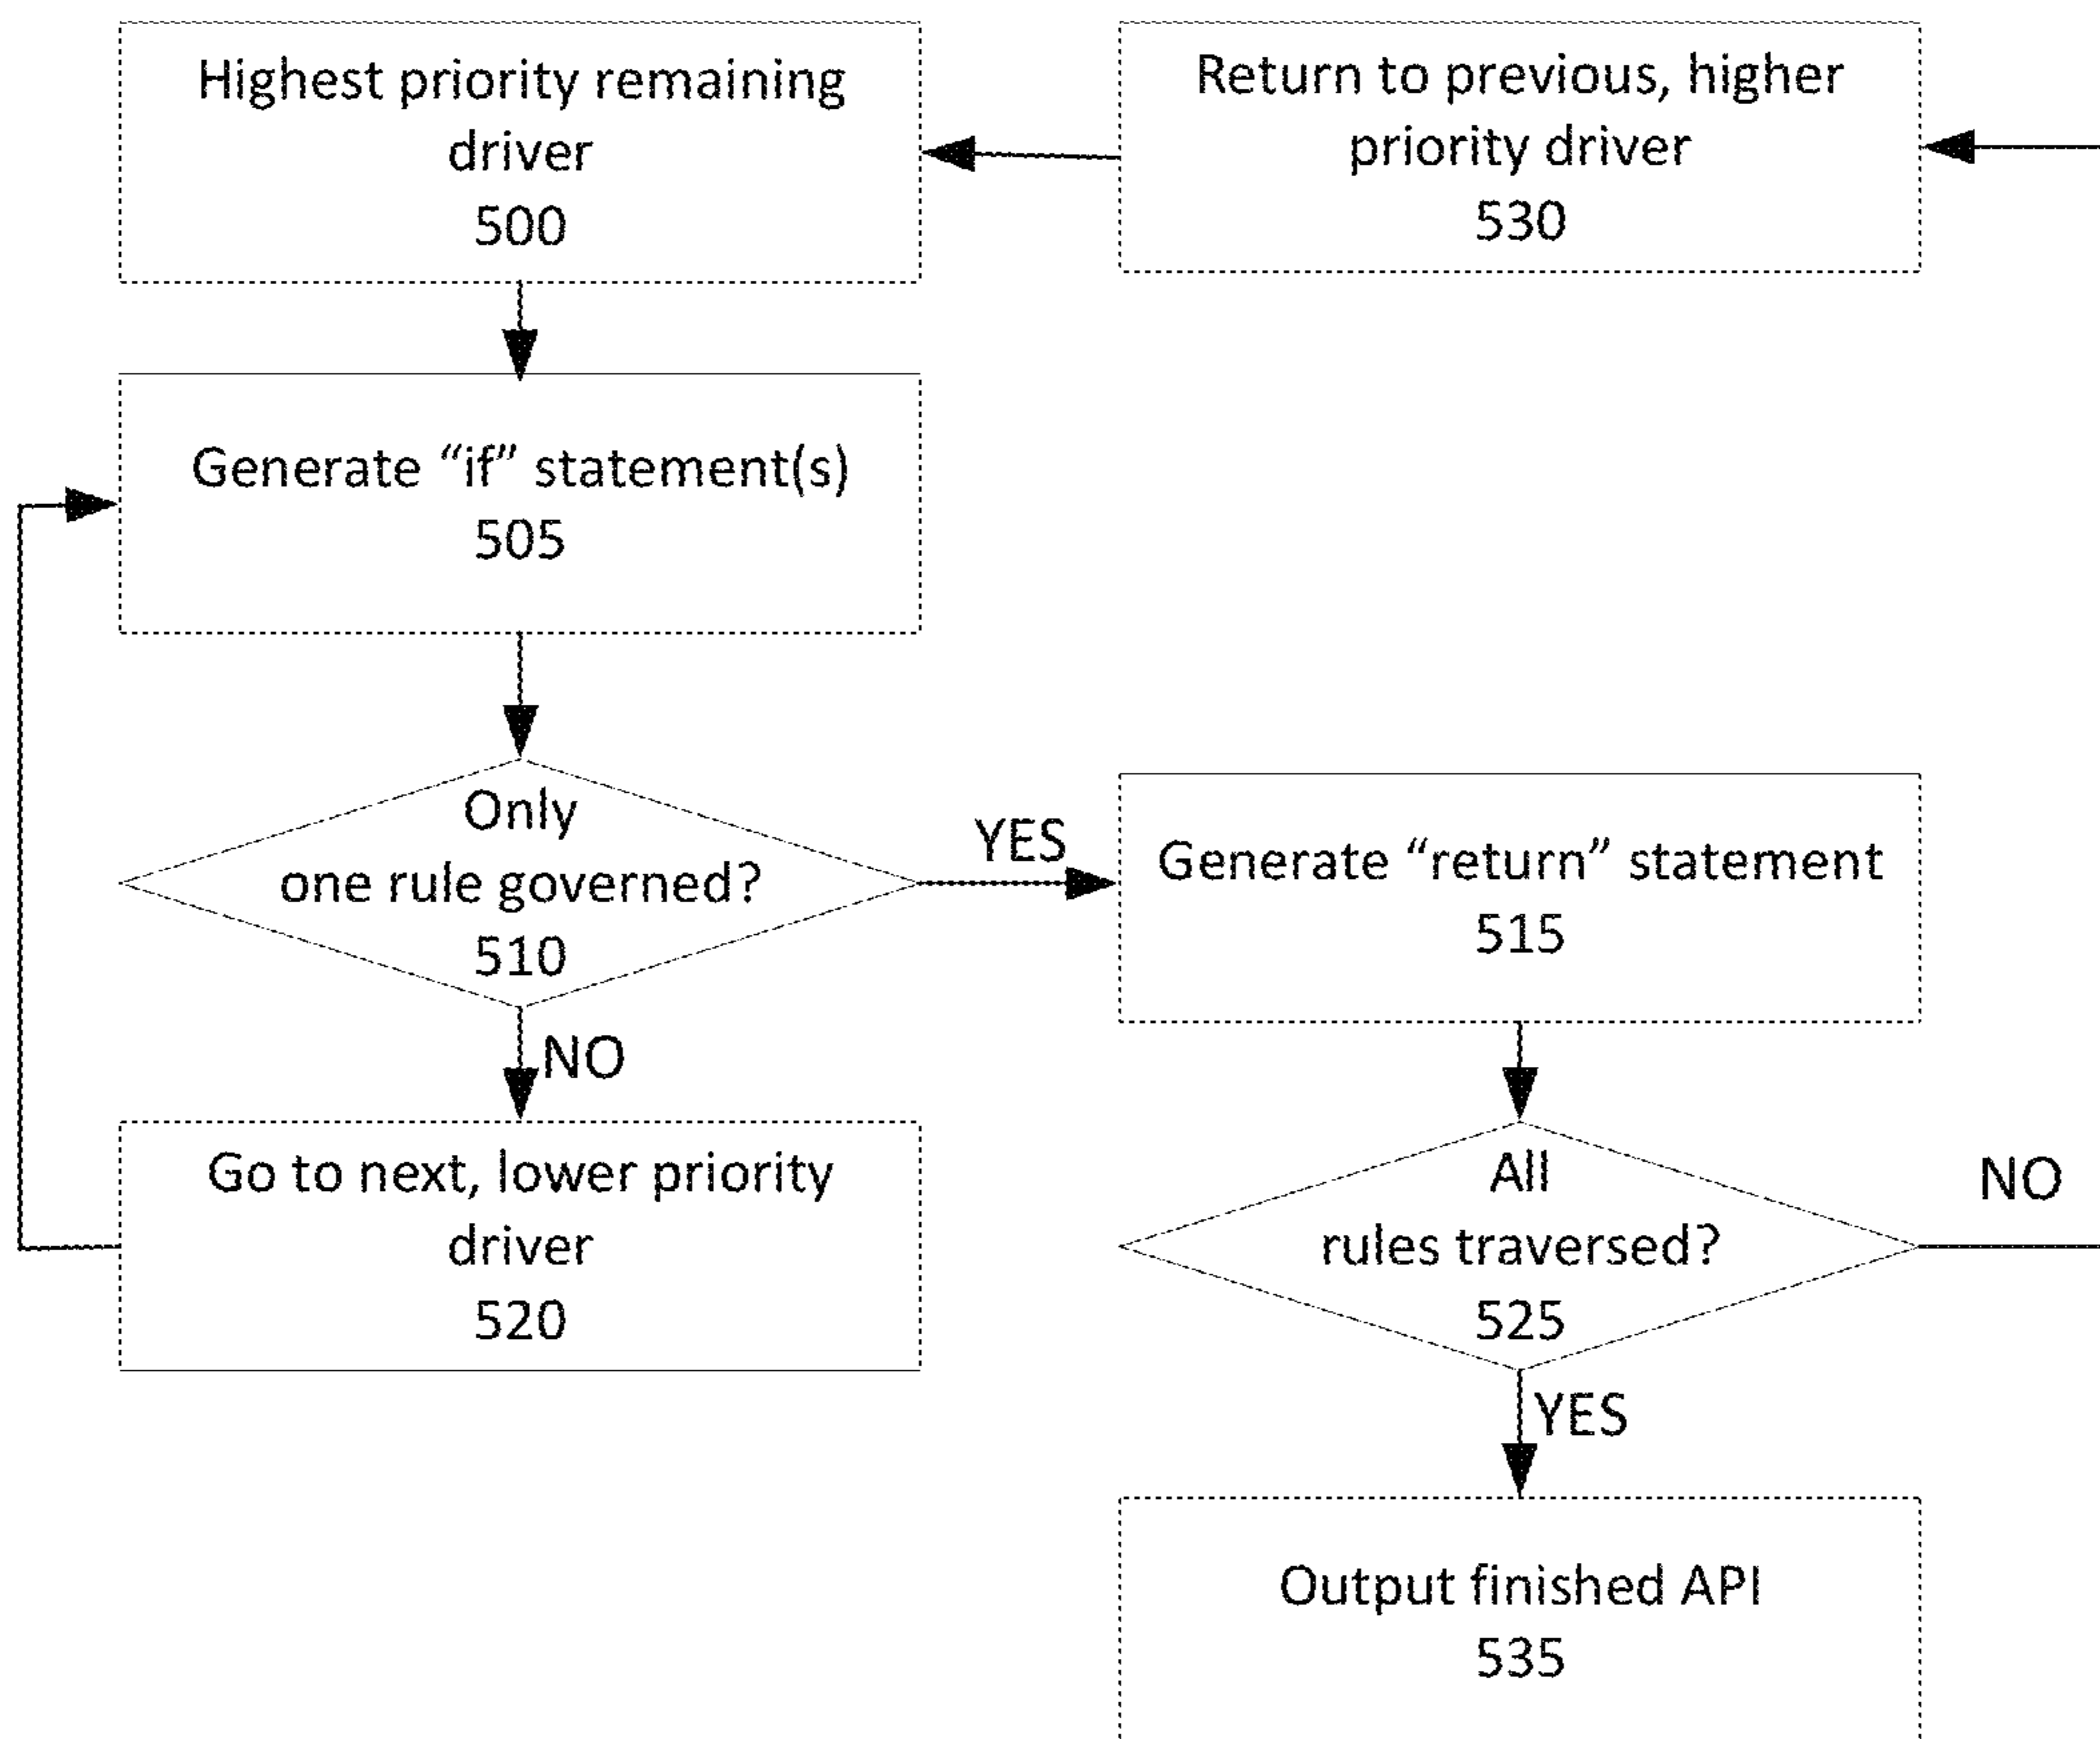 Highest priority remaining
driver
500
Return to previous, higher
priority driver
530
Generate “if” statement(s)
505
Only
one rule governed?
510
YES
Generate “return” statement
515
NO
Go to next, lower priority
driver
520
All
rules traversed?
525
NO
YES
Output finished API
535